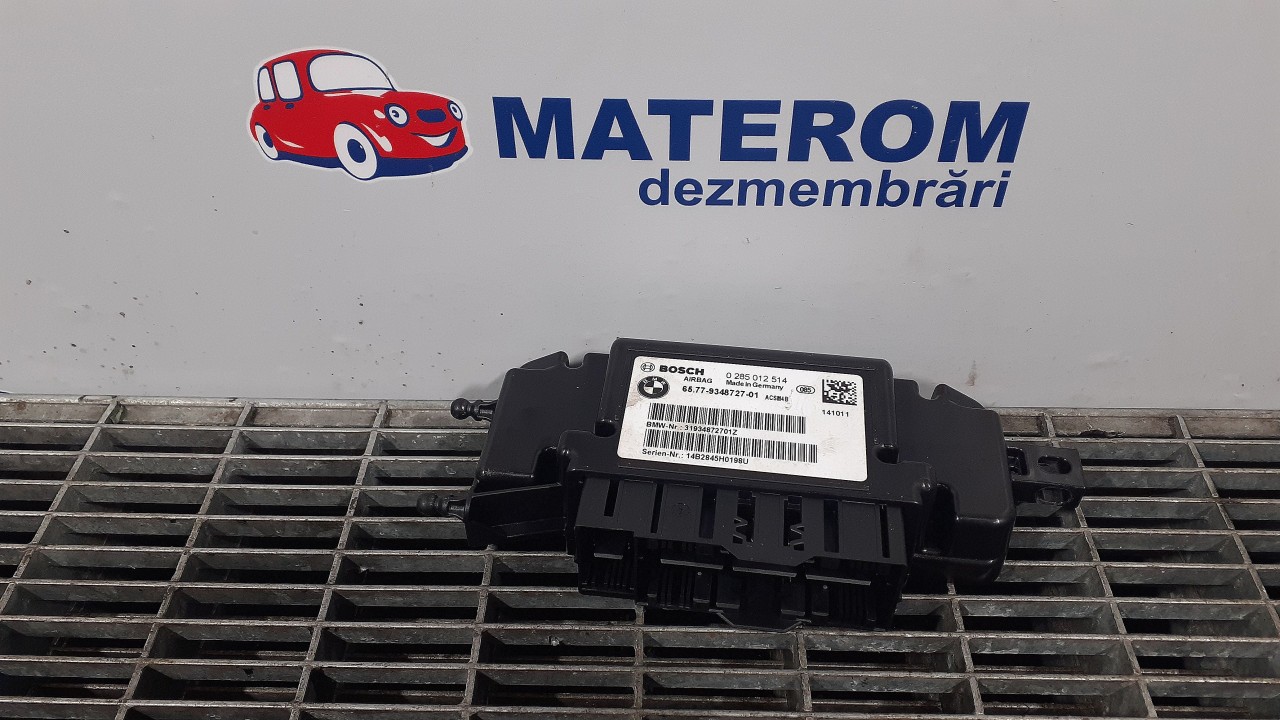 MATEROM
dezmembrări
BOSCH 0 285 012 514
AIRBAG Made in Germany
65.77-9348727-01
141011
BMW-Nr.: 31934872701Z
Serien-Nr.: 14B2845H0198U